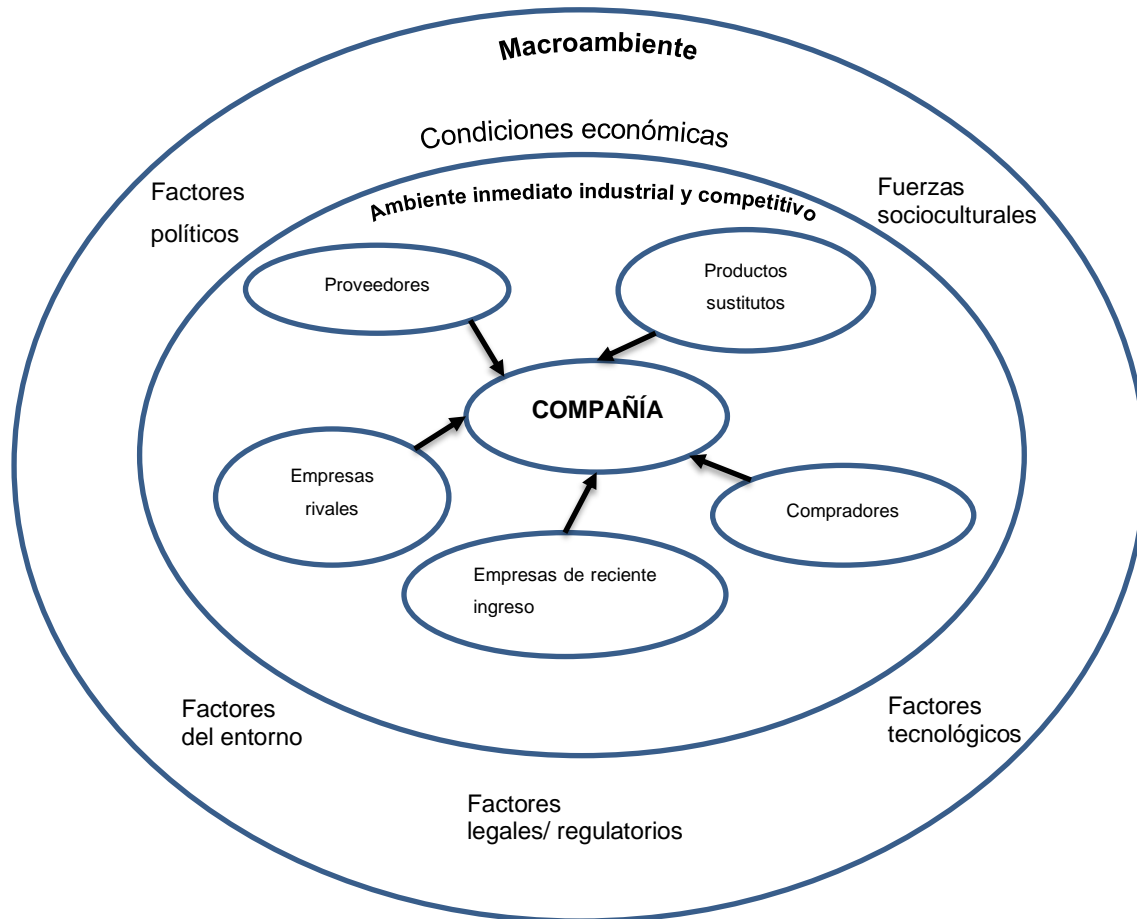 Macroambiente
Condiciones económicas
Factores
políticos
Fuerzas
socioculturales
Ambiente inmediato industrial y competitivo
Proveedores
Productos
sustitutos
COMPAÑÍA
Empresas
rivales
Compradores
Empresas de reciente
ingreso
Factores
del entorno
Factores
tecnológicos
Factores
legales/ regulatorios